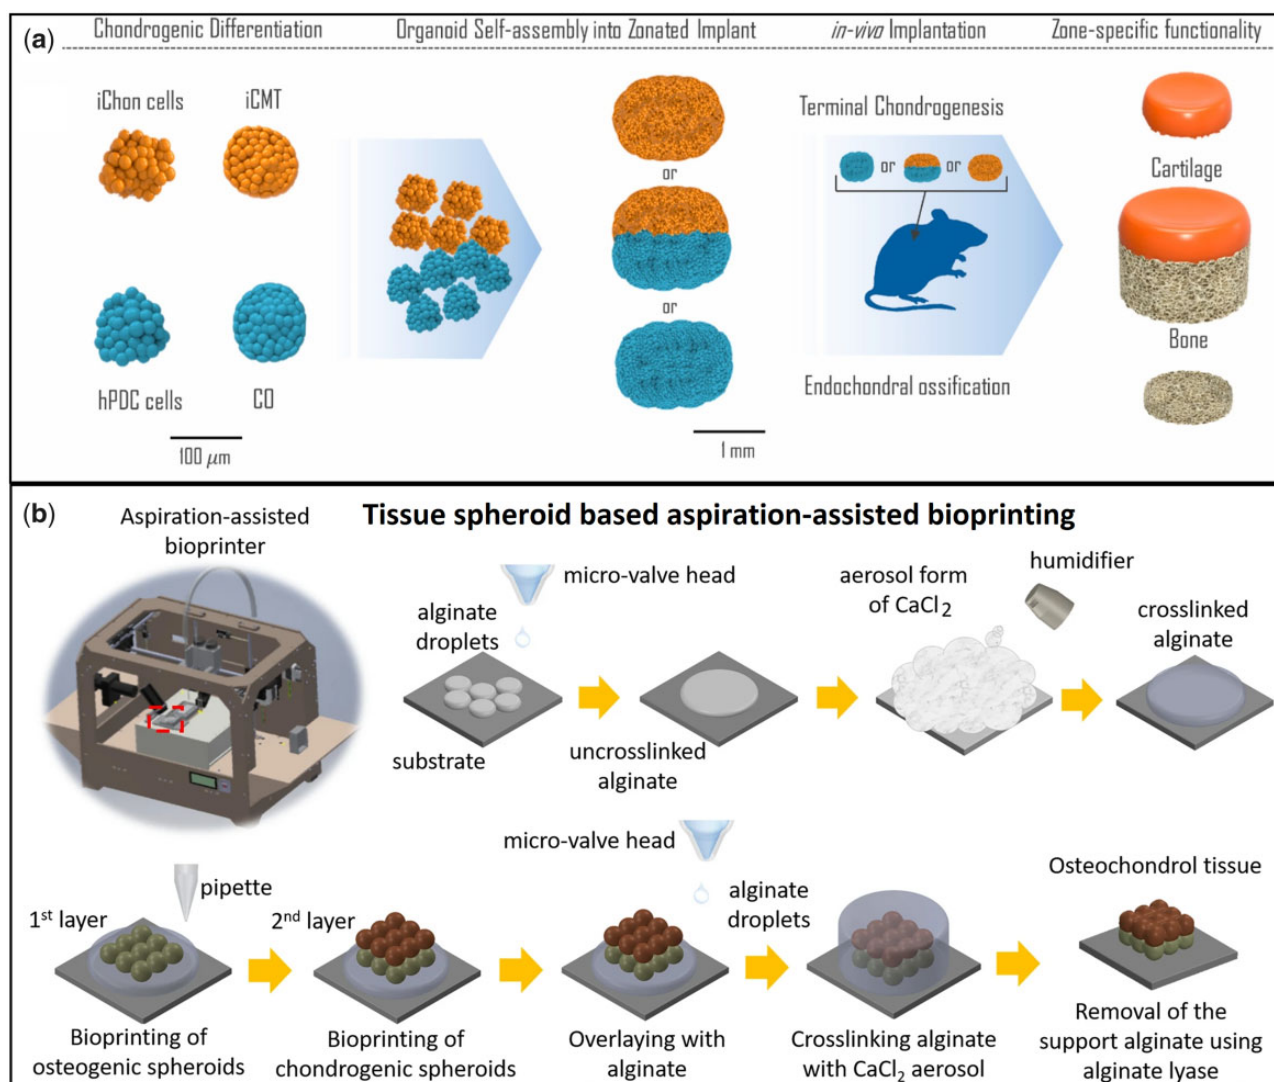 (a)
Chondrogenic Differentiation
Organoid Self-assembly into Zonated Implant
in-vivo Implantation
Zone-specific functionality
iChon cells
iCMT
hPDC cells
CO
100 μm
or
or
1 mm
Terminal Chondrogenesis
or
or
Endochondral ossification
Cartilage
Bone
(b)
Aspiration-assisted
bioprinter
Tissue spheroid based aspiration-assisted bioprinting
micro-valve head
alginate
droplets
substrate
uncrosslinked
alginate
aerosol form
of CaCl₂
humidifier
crosslinked
alginate
pipette
1st layer
Bioprinting of
osteogenic spheroids
2nd layer
Bioprinting of
chondrogenic spheroids
micro-valve head
alginate
droplets
Overlaying with
alginate
Crosslinking alginate
with CaCl₂ aerosol
Osteochondrol tissue
Removal of the
support alginate using
alginate lyase